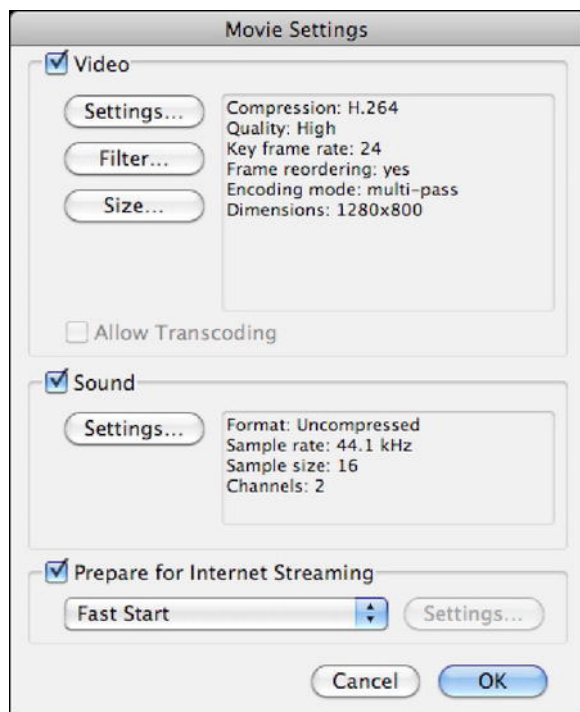 Movie Settings
Video
Settings...
Filter...
Size...
Compression: H.264
Quality: High
Key frame rate: 24
Frame reordering: yes
Encoding mode: multi-pass
Dimensions: 1280x800
Allow Transcoding
Sound
Settings...
Format: Uncompressed
Sample rate: 44.1 kHz
Sample size: 16
Channels: 2
Prepare for Internet Streaming
Fast Start
Settings...
Cancel
OK